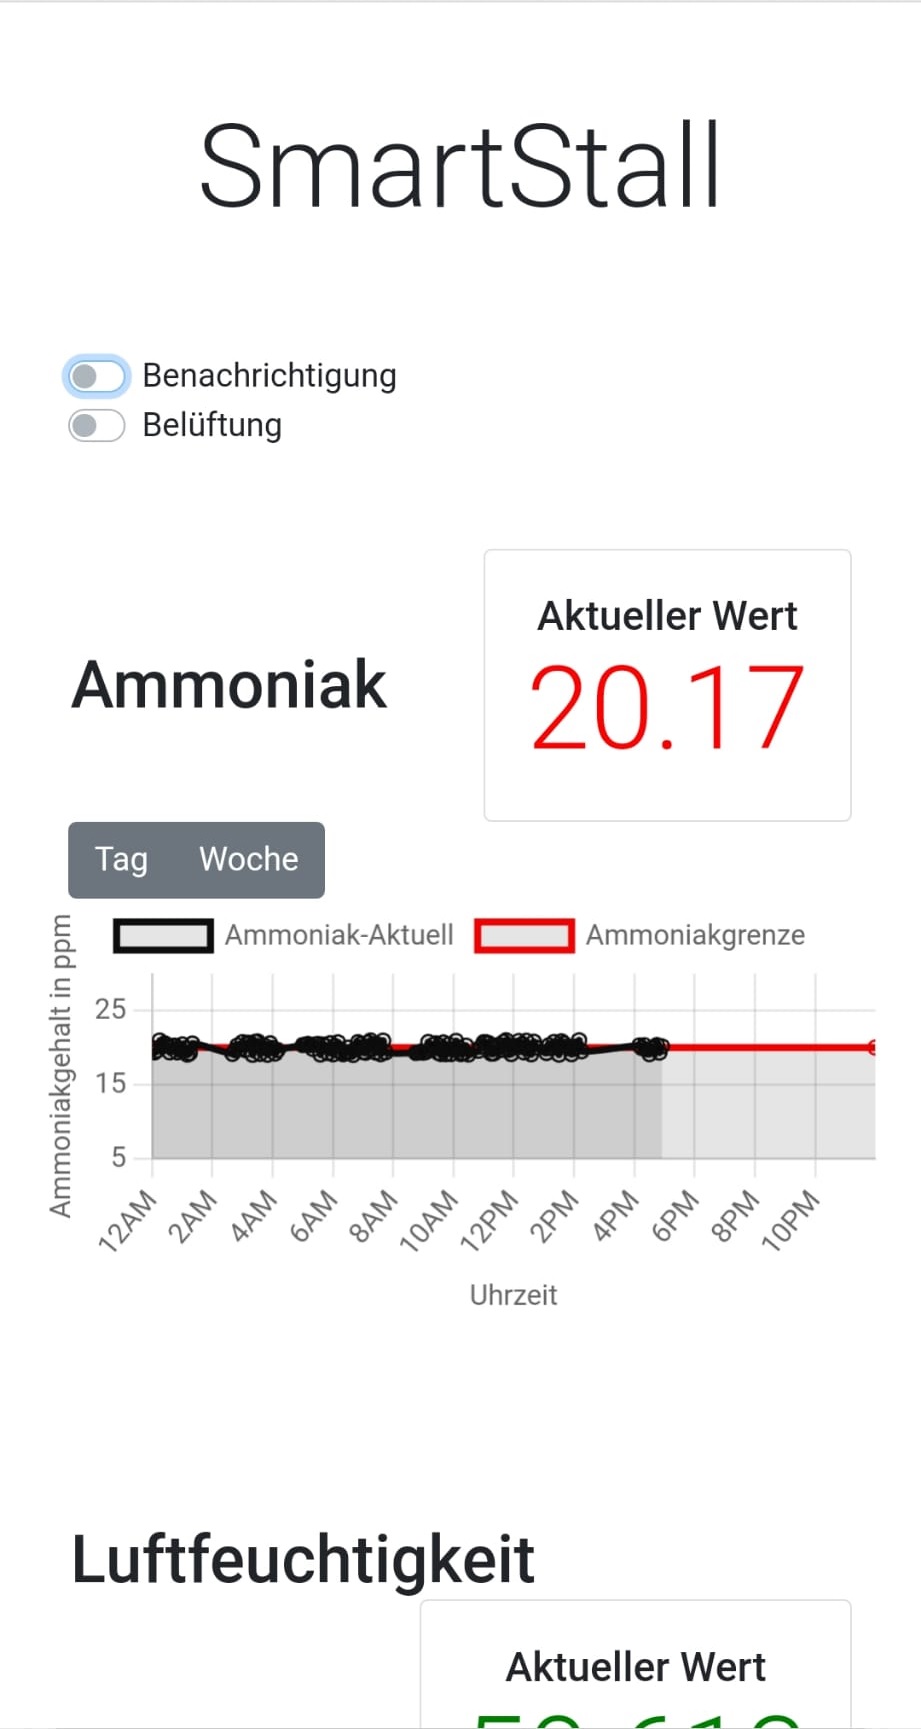 SmartStall
Benachrichtigung
Belüftung
Ammoniak
Aktueller Wert
20.17
Tag Woche
Ammoniak-Aktuell Ammoniakgrenze
Ammoniakgehalt in ppm
25
15
5
12AM 2AM 4AM 6AM 8AM 10AM 12PM 2PM 4PM 6PM 8PM 10PM
Uhrzeit
Luftfeuchtigkeit
Aktueller Wert